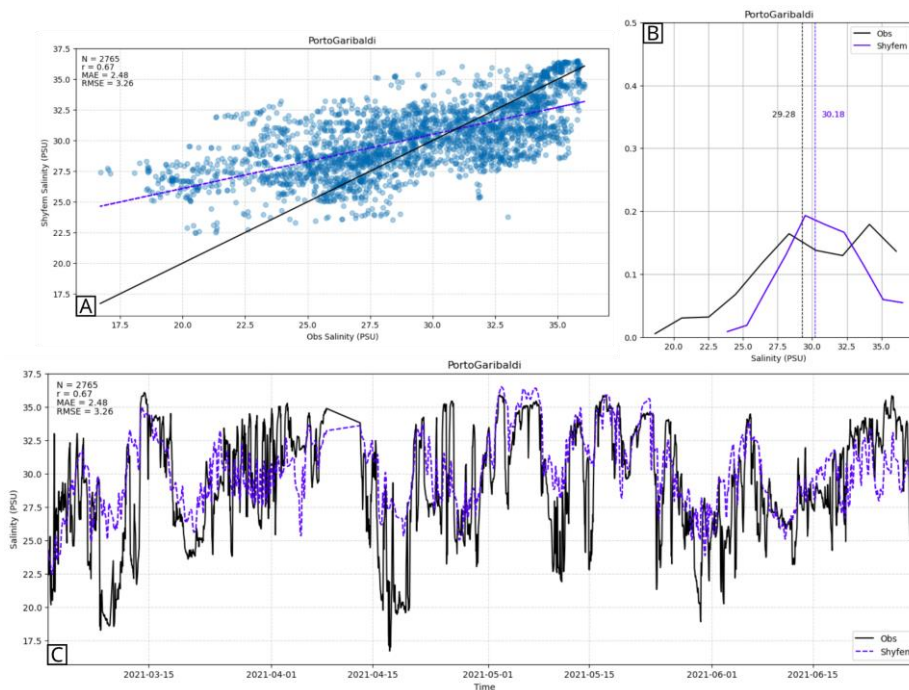 PortoGaribaldi
N = 2765
r = 0.67
MAE = 2.48
RMSE = 3.26
37.5
35.0
32.5
30.0
27.5
25.0
22.5
20.0
17.5
Shyfem Salinity (PSU)
A
17.5 20.0 22.5 25.0 27.5 30.0 32.5 35.0
Obs Salinity (PSU)
PortoGaribaldi
B
Obs
Shyfem
0.5
0.4
0.3
0.2
0.1
0.0
29.28 30.18
20.0 22.5 25.0 27.5 30.0 32.5 35.0
Salinity (PSU)
PortoGaribaldi
N = 2765
r = 0.67
MAE = 2.48
RMSE = 3.26
37.5
35.0
32.5
30.0
27.5
25.0
22.5
20.0
17.5
Salinity (PSU)
C
Obs
Shyfem
2021-03-15 2021-04-01 2021-04-15 2021-05-01 2021-05-15 2021-06-01 2021-06-15
Time